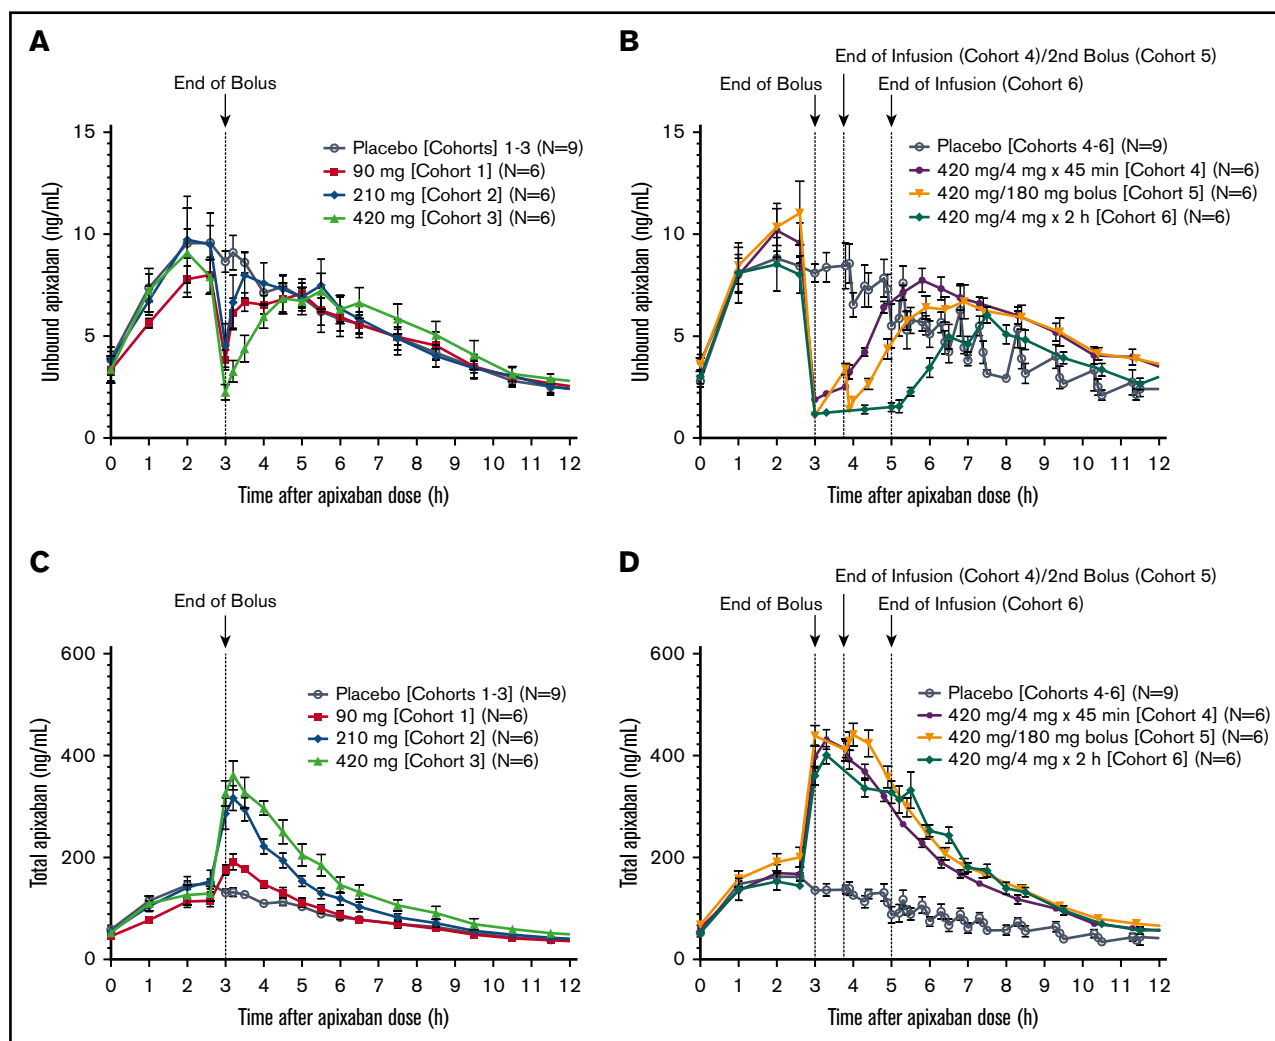 A
End of Bolus
Unbound apixaban (ng/mL)
15
10
5
0
Placebo [Cohorts] 1-3 (N=9)
90 mg [Cohort 1] (N=6)
210 mg [Cohort 2] (N=6)
420 mg [Cohort 3] (N=6)
0 1 2 3 4 5 6 7 8 9 10 11 12
Time after apixaban dose (h)
B
End of Infusion (Cohort 4)/2nd Bolus (Cohort 5)
End of Bolus
End of Infusion (Cohort 6)
Unbound apixaban (ng/mL)
15
10
5
0
Placebo [Cohorts 4-6] (N=9)
420 mg/4 mg x 45 min [Cohort 4] (N=6)
420 mg/180 mg bolus [Cohort 5] (N=6)
420 mg/4 mg x 2 h [Cohort 6] (N=6)
0 1 2 3 4 5 6 7 8 9 10 11 12
Time after apixaban dose (h)
C
End of Bolus
Total apixaban (ng/mL)
600
400
200
0
Placebo [Cohorts 1-3] (N=9)
90 mg [Cohort 1] (N=6)
210 mg [Cohort 2] (N=6)
420 mg [Cohort 3] (N=6)
0 1 2 3 4 5 6 7 8 9 10 11 12
Time after apixaban dose (h)
D
End of Infusion (Cohort 4)/2nd Bolus (Cohort 5)
End of Bolus
End of Infusion (Cohort 6)
Total apixaban (ng/mL)
600
400
200
0
Placebo [Cohorts 4-6] (N=9)
420 mg/4 mg x 45 min [Cohort 4] (N=6)
420 mg/180 mg bolus [Cohort 5] (N=6)
420 mg/4 mg x 2 h [Cohort 6] (N=6)
0 1 2 3 4 5 6 7 8 9 10 11 12
Time after apixaban dose (h)